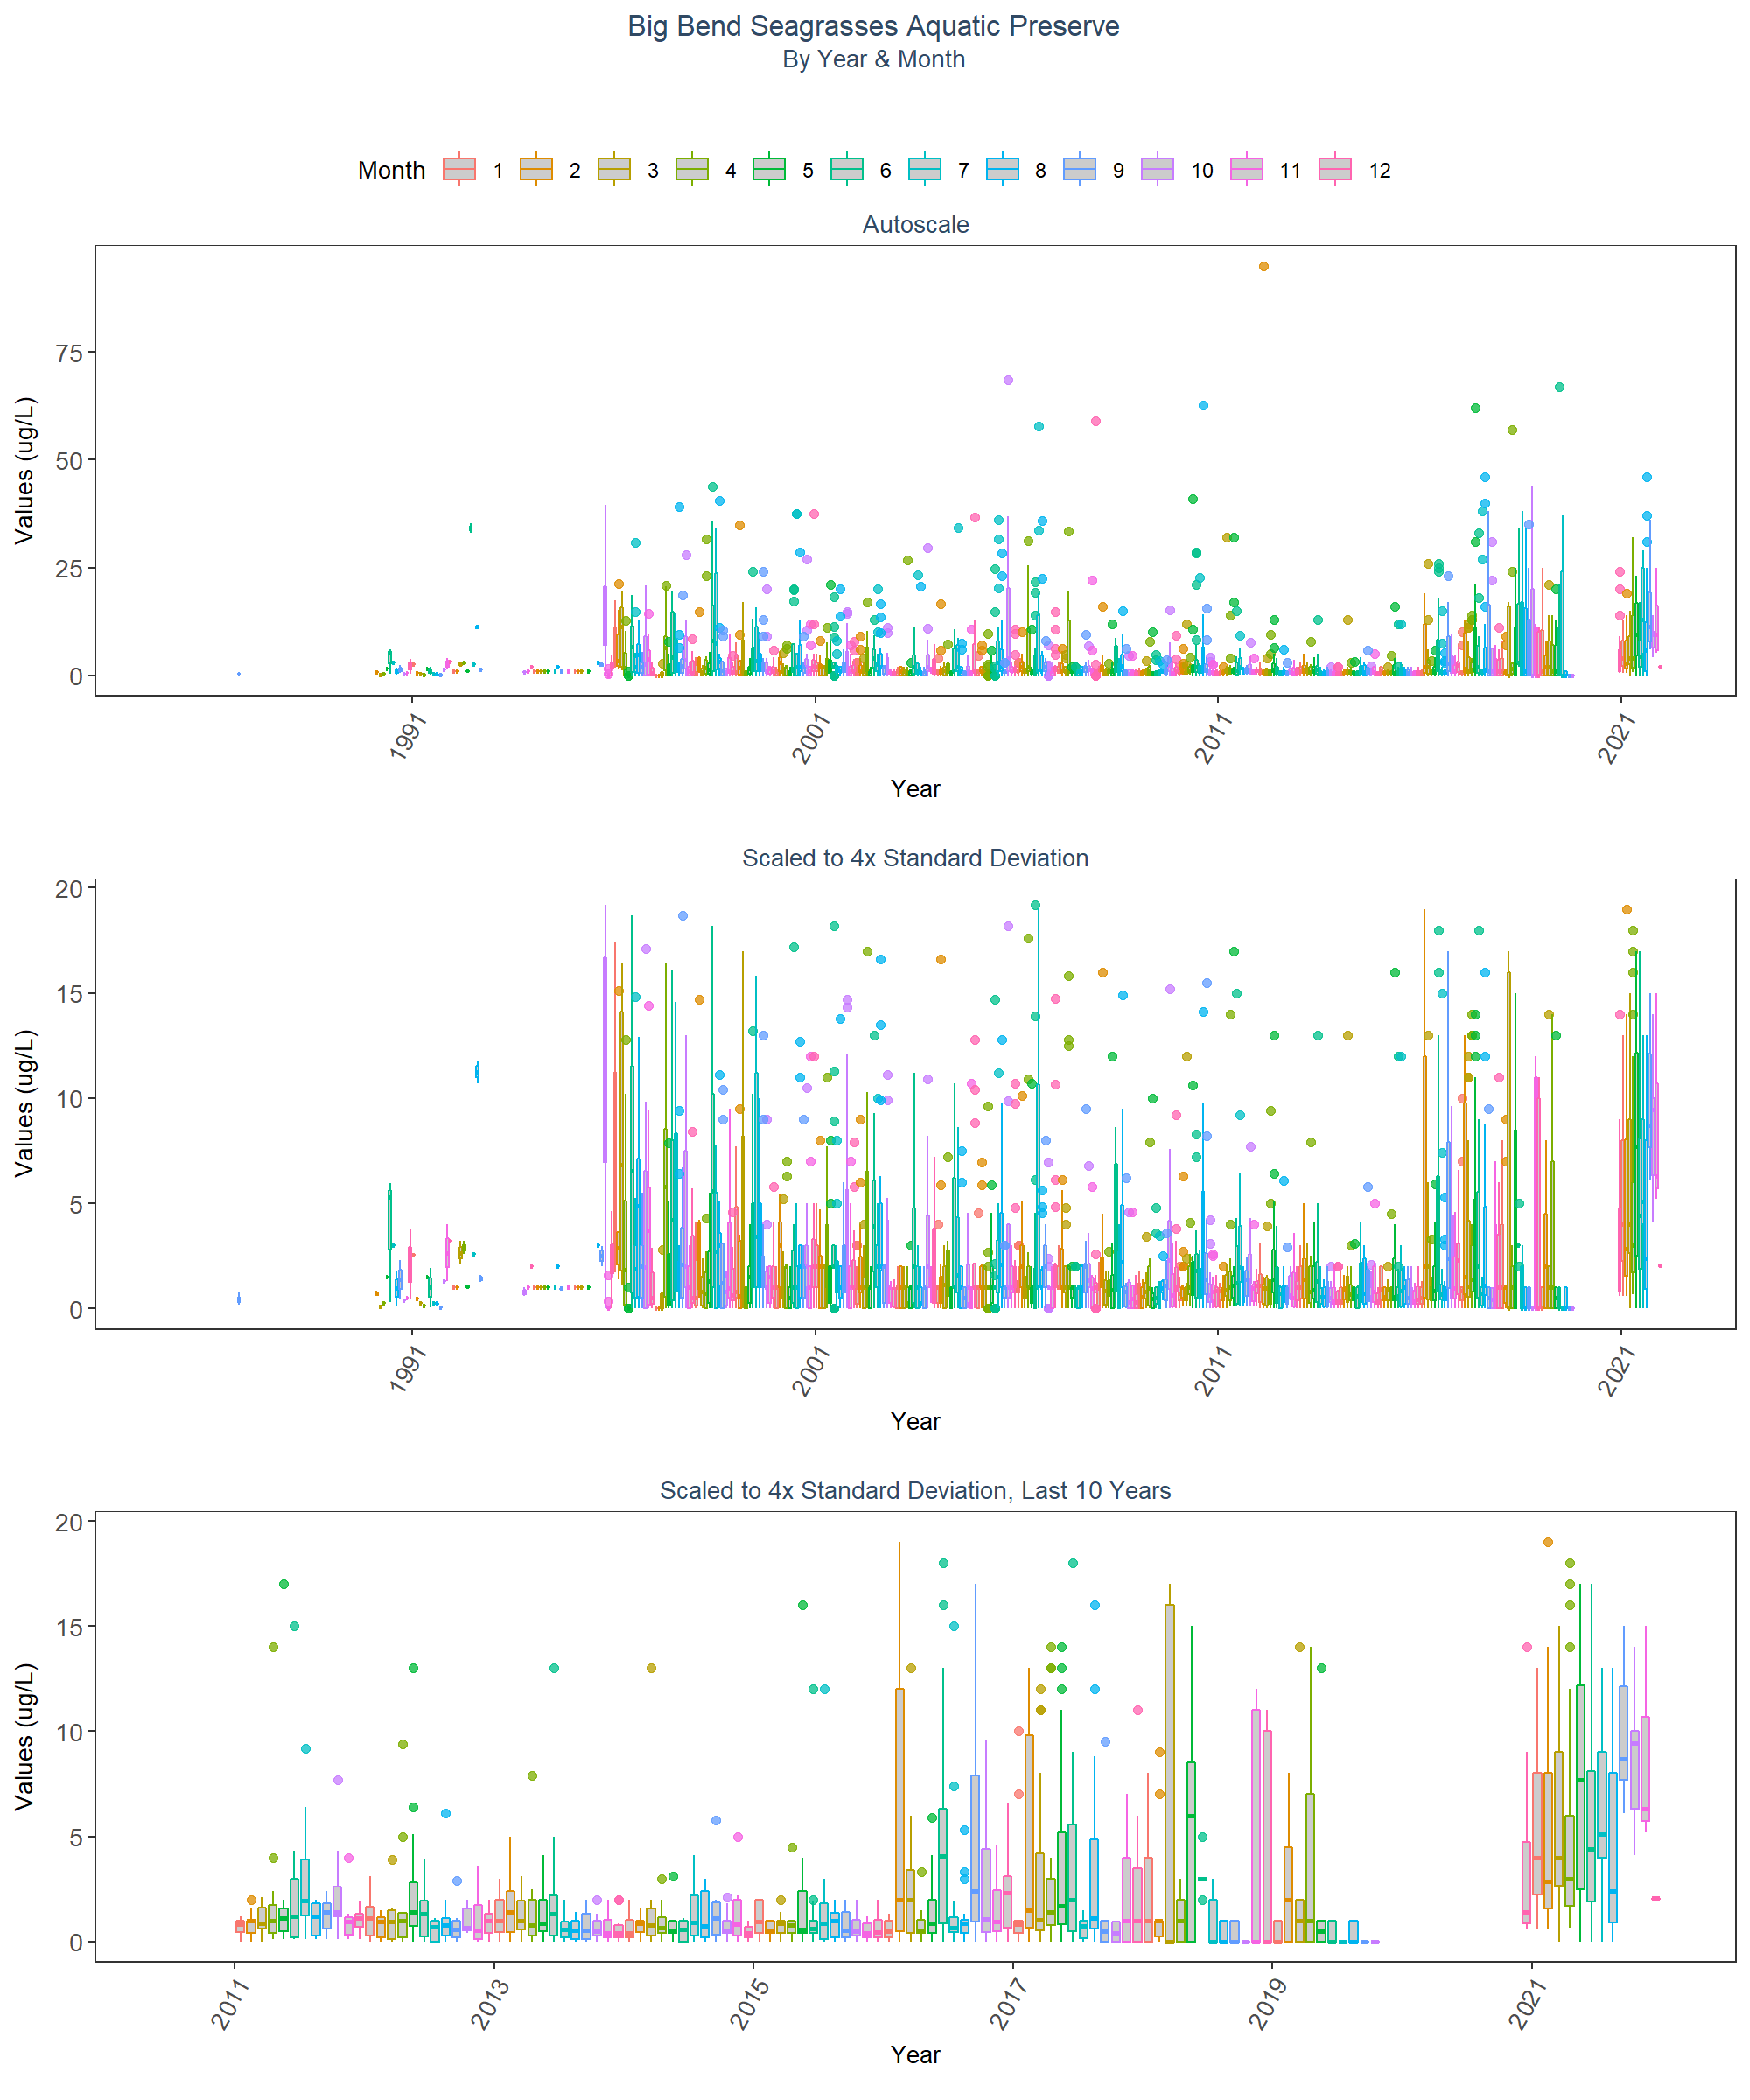 Big Bend Seagrasses Aquatic Preserve
By Year & Month
Month 1 2 3 4 5 6 7 8 9 10 11 12
Autoscale
Values (ug/L)
75
50
25
0
1991 2001 2011 2021
Year
Scaled to 4x Standard Deviation
Values (ug/L)
20
15
10
5
0
1991 2001 2011 2021
Year
Scaled to 4x Standard Deviation, Last 10 Years
Values (ug/L)
20
15
10
5
0
2011 2013 2015 2017 2019 2021
Year